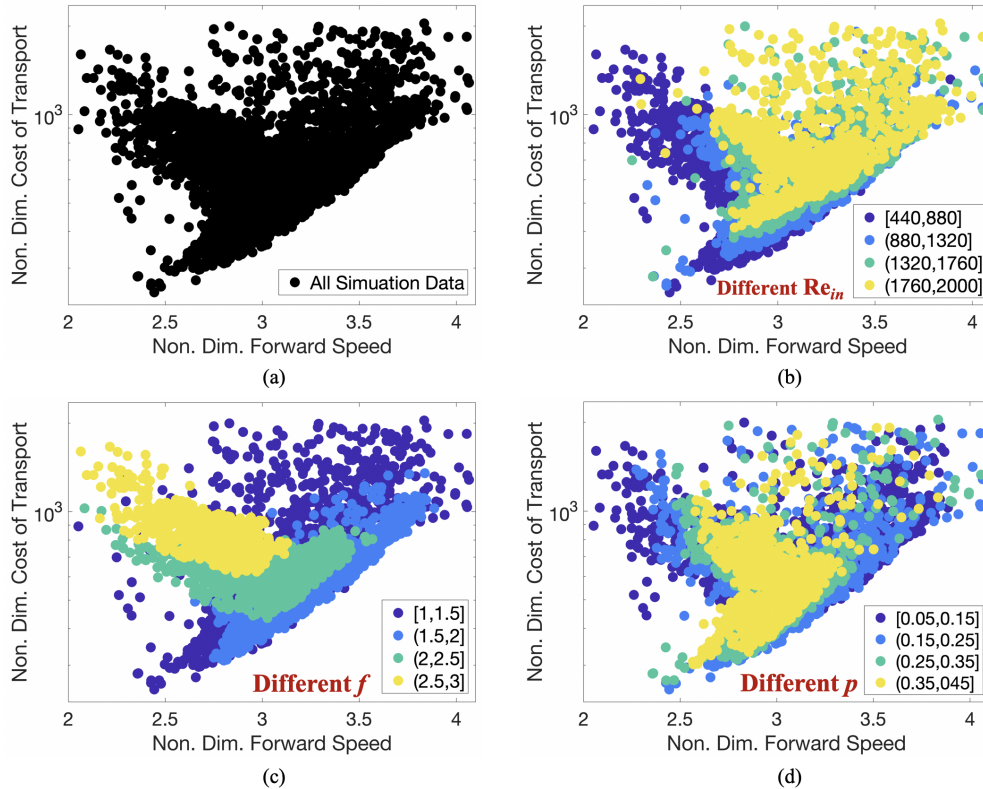 Non. Dim. Cost of Transport
10³
All Simuation Data
2 2.5 3 3.5 4
Non. Dim. Forward Speed
(a)
Non. Dim. Cost of Transport
10³
[440,880]
(880,1320]
(1320,1760]
(1760,2000]
Different Re_in
2 2.5 3 3.5 4
Non. Dim. Forward Speed
(b)
Non. Dim. Cost of Transport
10³
[1,1.5]
(1.5,2]
(2,2.5]
(2.5,3]
Different f
2 2.5 3 3.5 4
Non. Dim. Forward Speed
(c)
Non. Dim. Cost of Transport
10³
[0.05,0.15]
(0.15,0.25]
(0.25,0.35]
(0.35,045]
Different p
2 2.5 3 3.5 4
Non. Dim. Forward Speed
(d)